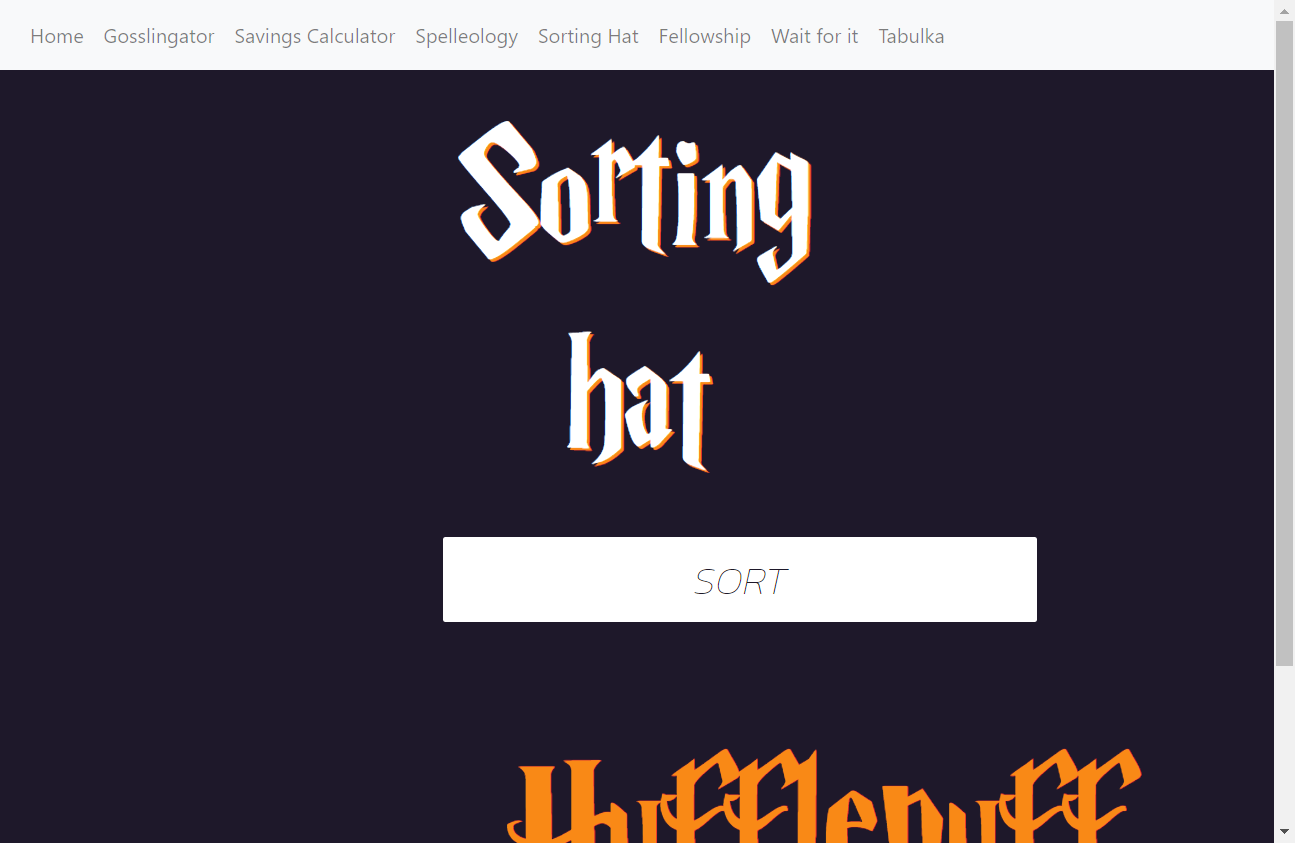 Home Gosslingator Savings Calculator Spelleology Sorting Hat Fellowship Wait for it Tabulka
Sorting
hat
SORT
Hufflepuff